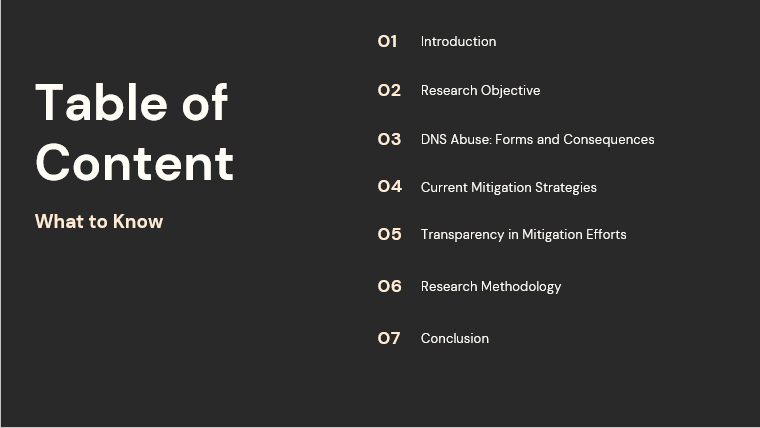 Table of
Content
What to Know
01 Introduction
02 Research Objective
03 DNS Abuse: Forms and Consequences
04 Current Mitigation Strategies
05 Transparency in Mitigation Efforts
06 Research Methodology
07 Conclusion